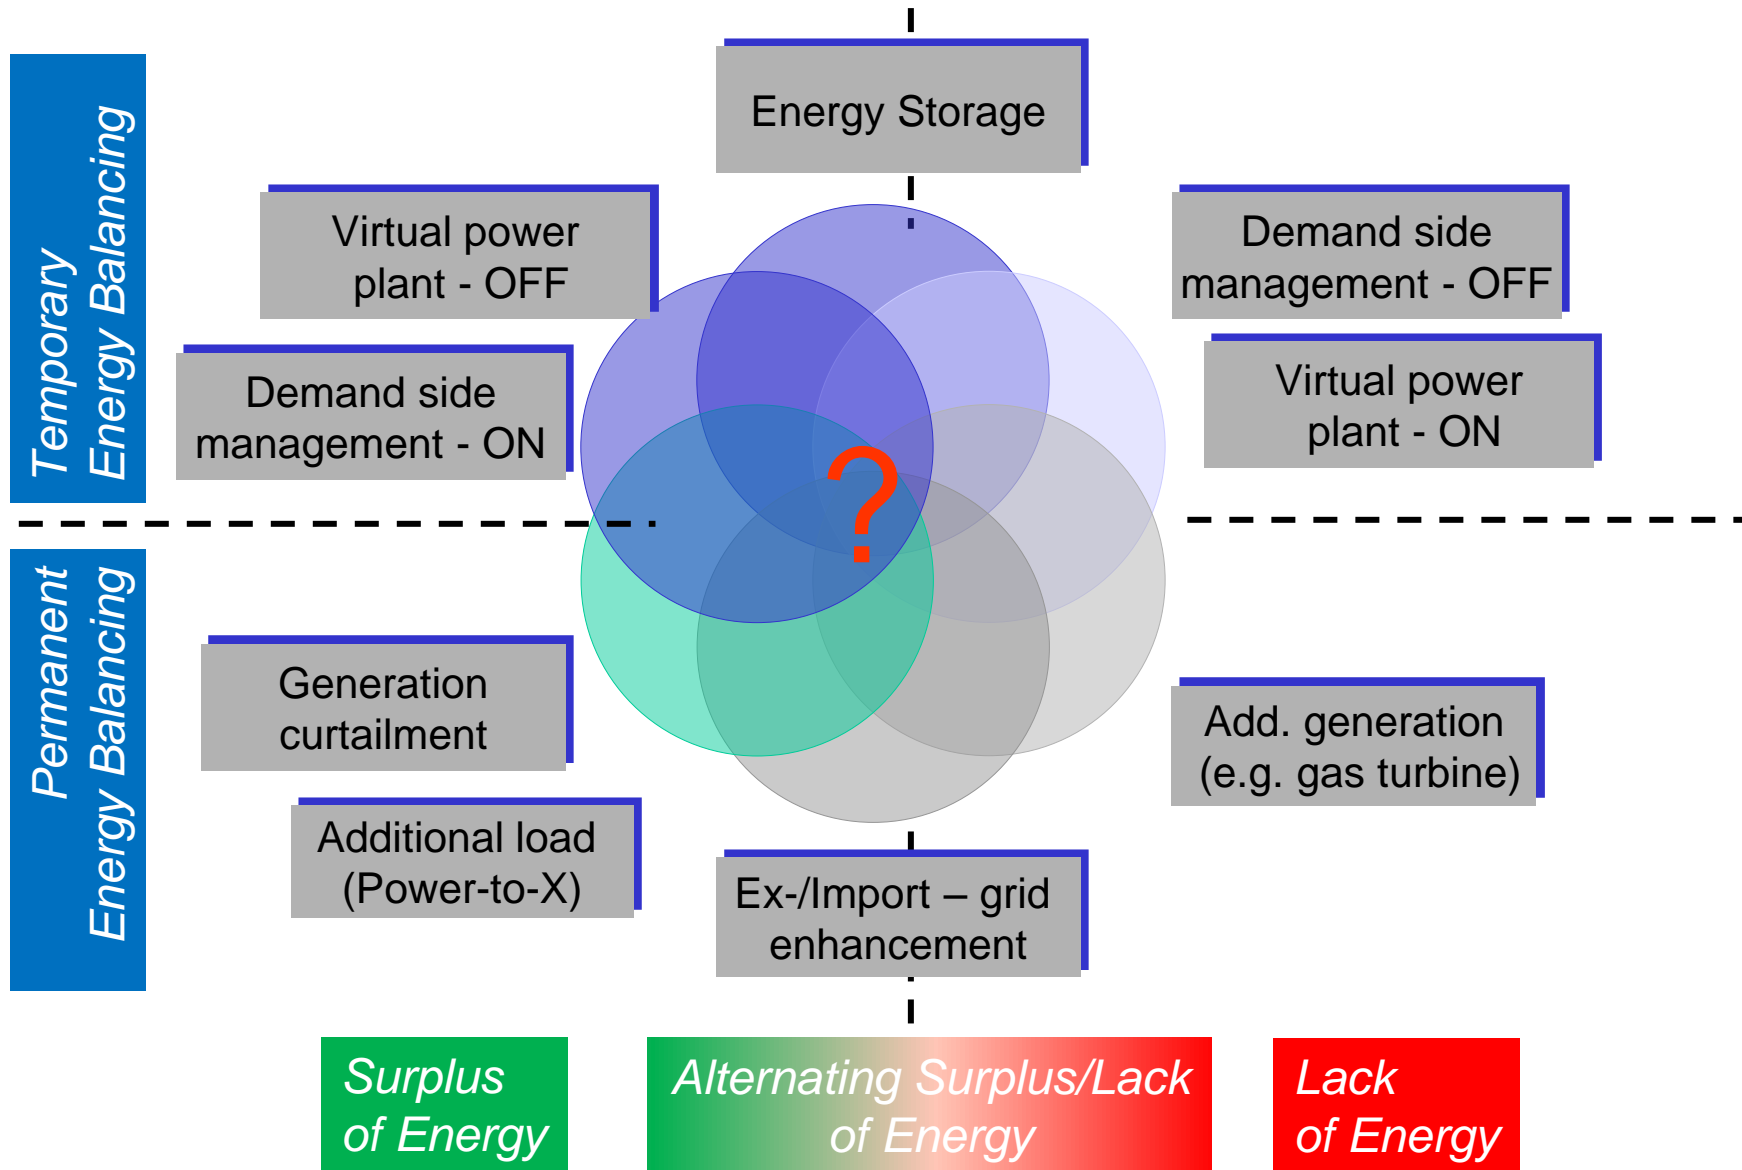 Temporary
Energy Balancing
Energy Storage
Virtual power
plant - OFF
Demand side
management - OFF
Demand side
management - ON
Virtual power
plant - ON
?
Permanent
Energy Balancing
Generation
curtailment
Add. generation
(e.g. gas turbine)
Additional load
(Power-to-X)
Ex-/Import – grid
enhancement
Surplus
of Energy
Alternating Surplus/Lack
of Energy
Lack
of Energy